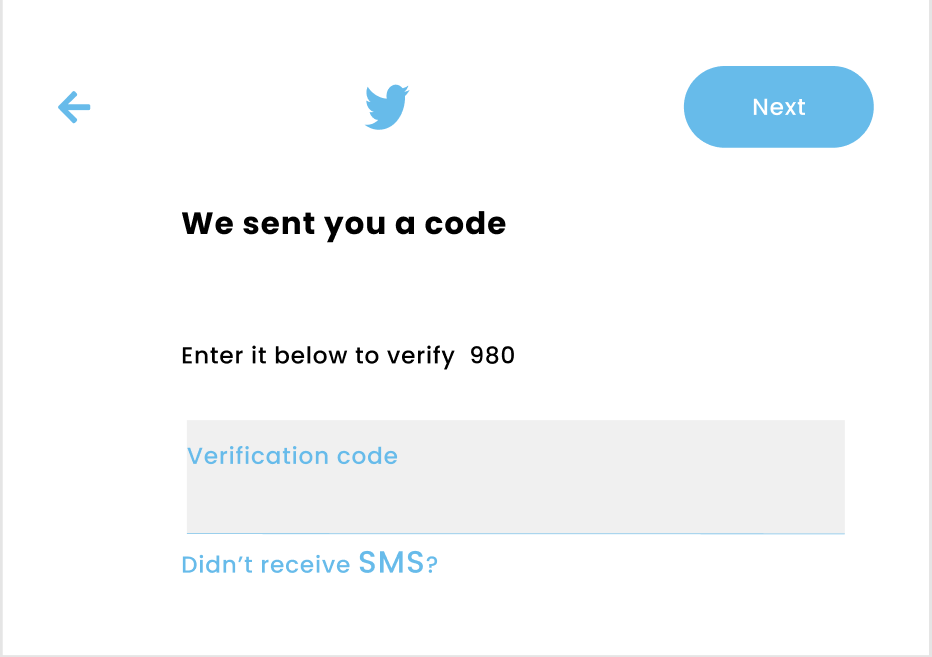 Next
We sent you a code
Enter it below to verify  980
Verification code
Didn’t receive SMS?